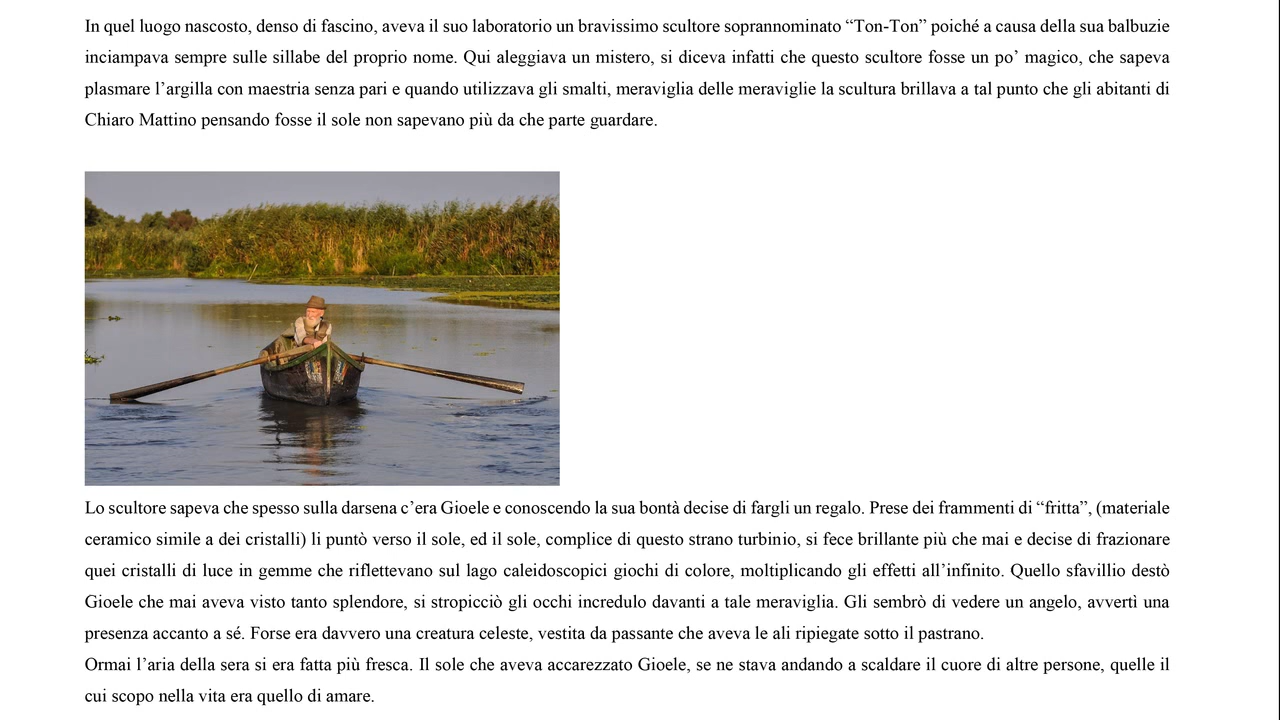 In quel luogo nascosto, denso di fascino, aveva il suo laboratorio un bravissimo scultore soprannominato “Ton-Ton” poiché a causa della sua balbuzie
inciampava sempre sulle sillabe del proprio nome. Qui aleggiava un mistero, si diceva infatti che questo scultore fosse un po’ magico, che sapeva
plasmare l’argilla con maestria senza pari e quando utilizzava gli smalti, meraviglia delle meraviglie la scultura brillava a tal punto che gli abitanti di
Chiaro Mattino pensando fosse il sole non sapevano più da che parte guardare.
Lo scultore sapeva che spesso sulla darsena c’era Gioele e conoscendo la sua bontà decise di fargli un regalo. Prese dei frammenti di “fritta”, (materiale
ceramico simile a dei cristalli) li puntò verso il sole, ed il sole, complice di questo strano turbinio, si fece brillante più che mai e decise di frazionare
quei cristalli di luce in gemme che riflettevano sul lago caleidoscopici giochi di colore, moltiplicando gli effetti all’infinito. Quello sfavillio destò
Gioele che mai aveva visto tanto splendore, si stropicciò gli occhi incredulo davanti a tale meraviglia. Gli sembrò di vedere un angelo, avvertì una
presenza accanto a sé. Forse era davvero una creatura celeste, vestita da passante che aveva le ali ripiegate sotto il pastrano.
Ormai l’aria della sera si era fatta più fresca. Il sole che aveva accarezzato Gioele, se ne stava andando a scaldare il cuore di altre persone, quelle il
cui scopo nella vita era quello di amare.